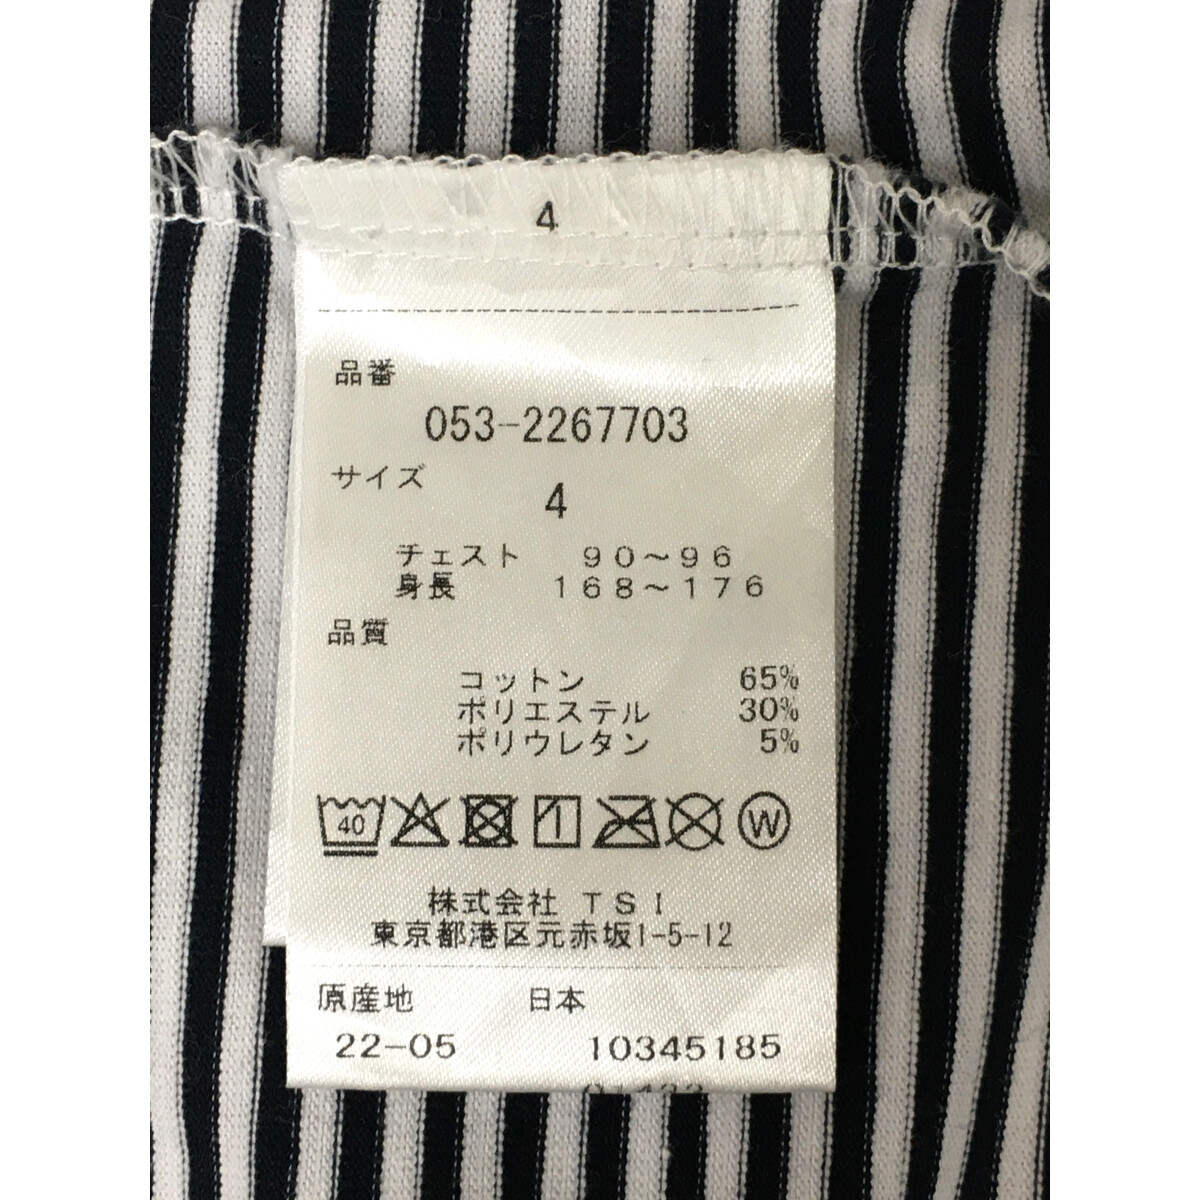 4
品番
053-2267703
サイズ
4
チェスト 90～96
身長 168～176
品質
コットン 65%
ポリエステル 30%
ポリウレタン 5%
40 W
株式会社 TSI
東京都港区元赤坂1-5-12
原産地 日本
22-05 10345185